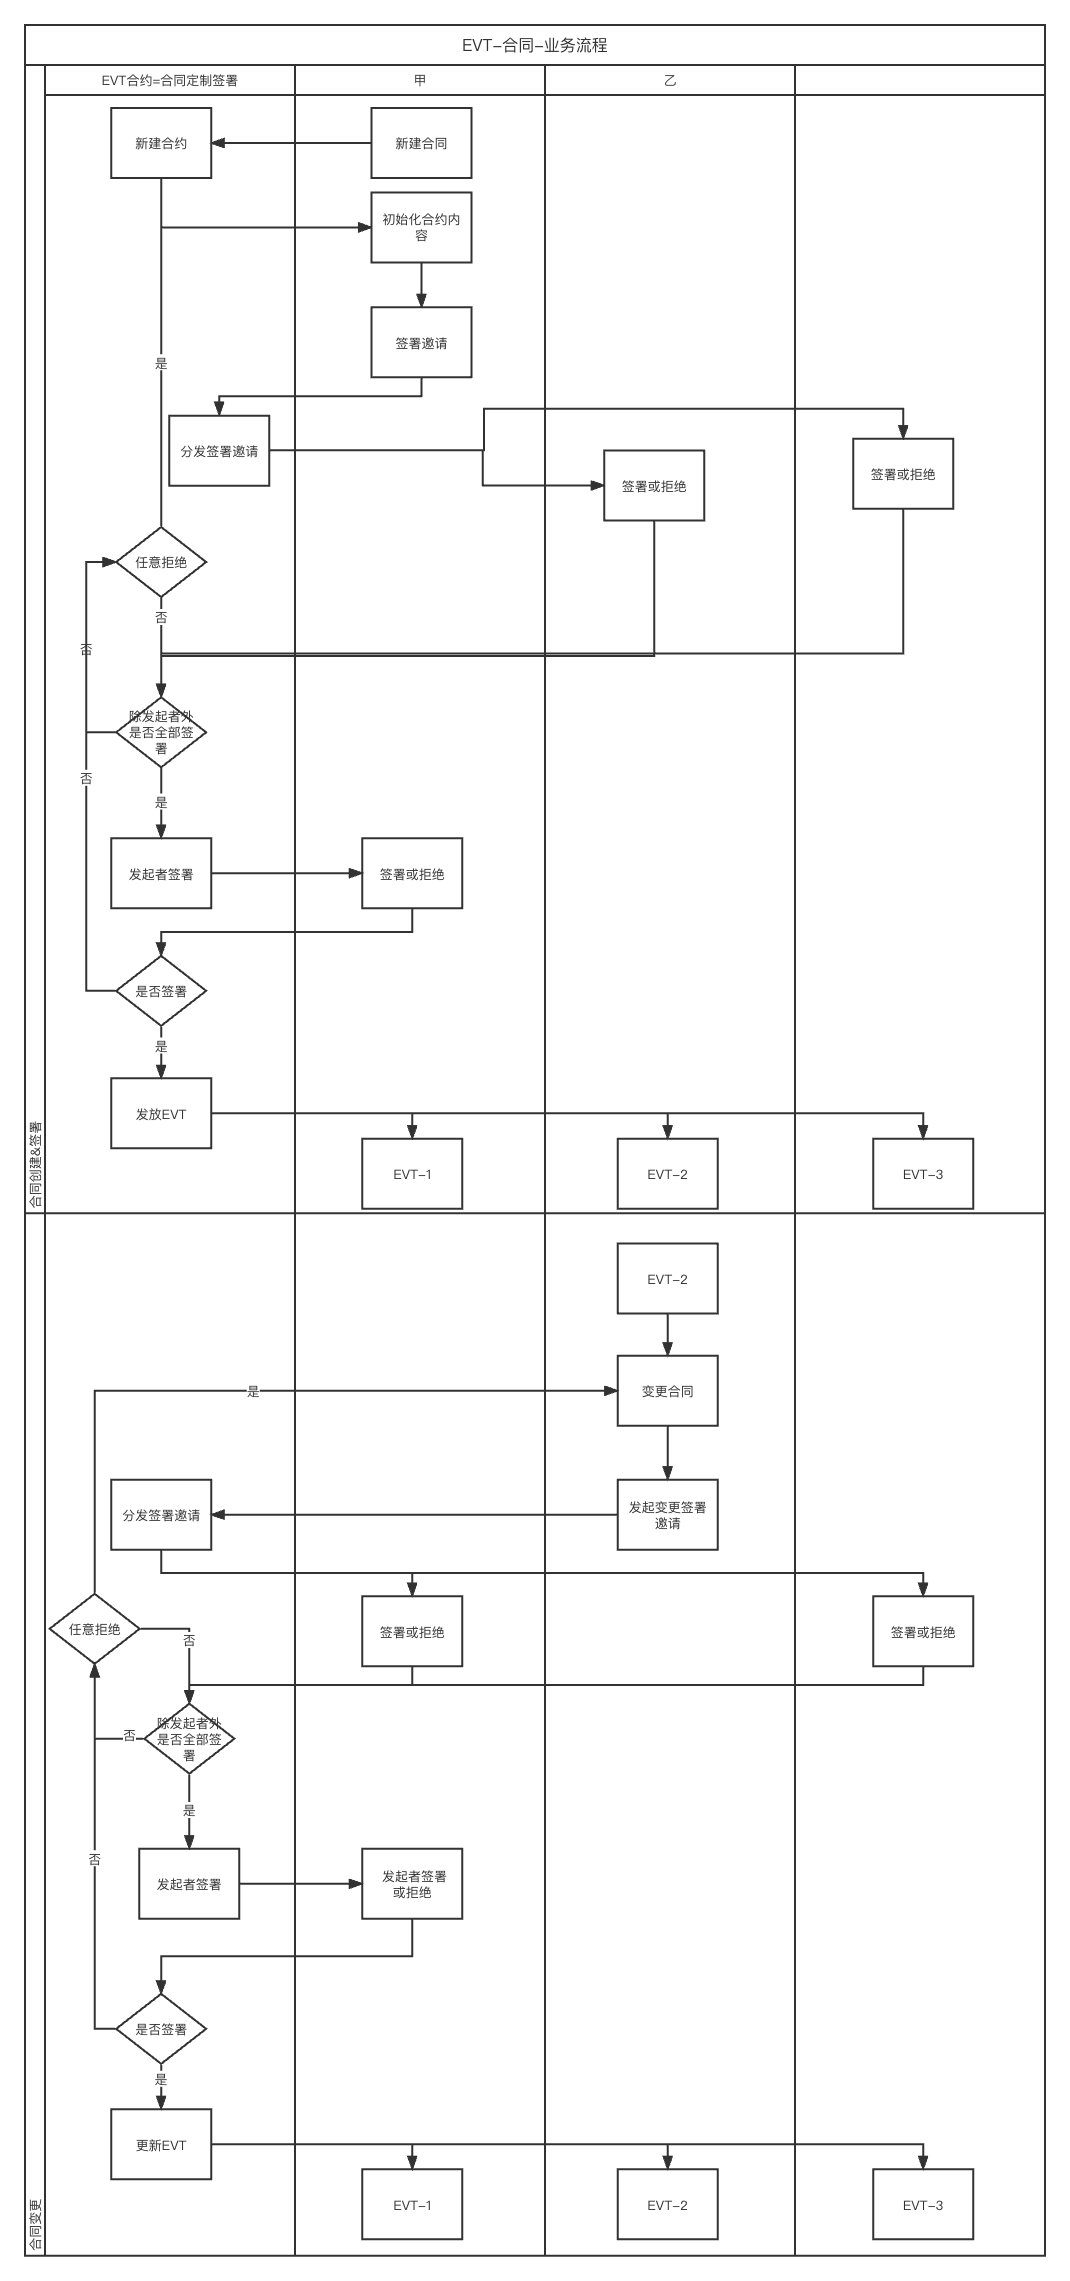 EVT-合同-业务流程
EVT合约=合同定制签署
甲
乙
新建合约
新建合同
初始化合约内
容
签署邀请
是
分发签署邀请
签署或拒绝
签署或拒绝
任意拒绝
否
否
除发起者外
是否全部签
署
否
是
发起者签署
签署或拒绝
是否签署
是
发放EVT
合同创建&签署
EVT-1
EVT-2
EVT-3
EVT-2
变更合同
是
分发签署邀请
发起变更签署
邀请
任意拒绝
否
签署或拒绝
签署或拒绝
除发起者外
是否全部签
署
否
是
否
发起者签署
发起者签署
或拒绝
是否签署
是
更新EVT
合同变更
EVT-1
EVT-2
EVT-3